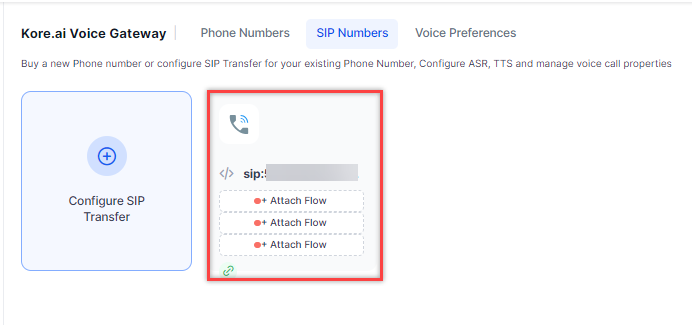 Kore.ai Voice Gateway
Phone Numbers
SIP Numbers
Voice Preferences
Buy a new Phone number or configure SIP Transfer for your existing Phone Number, Configure ASR, TTS and manage voice call properties
Configure SIP
Transfer
</> sip:
+ Attach Flow
+ Attach Flow
+ Attach Flow